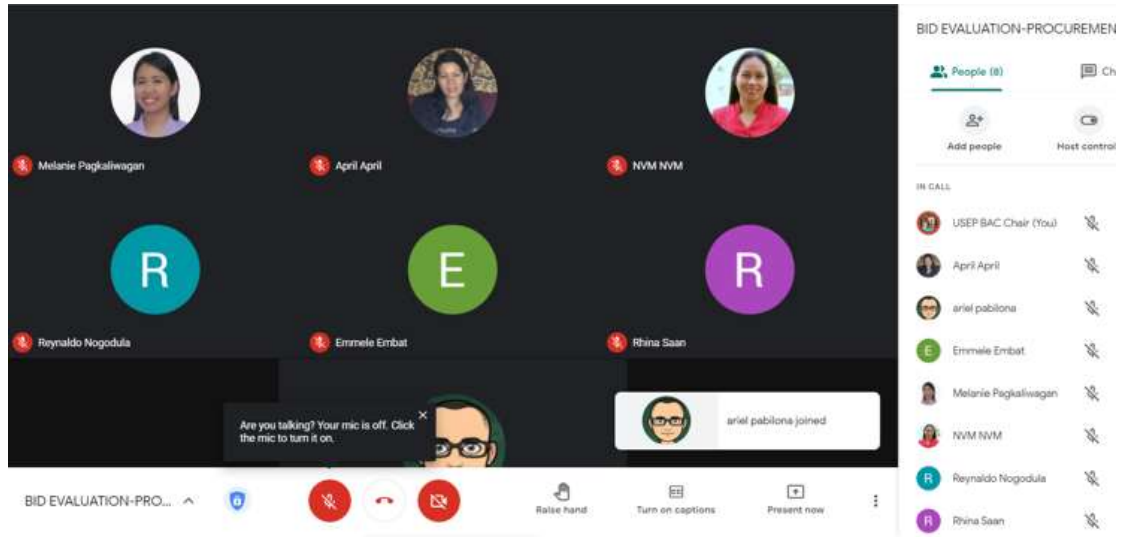 Melanie Pagkaliwagan
April April
NVM NVM
R
E
R
Reynaldo Nogodula
Emmele Embat
Rhina Saan
Are you talking? Your mic is off. Click
the mic to turn it on.
ariel pabilona joined
BID EVALUATION-PRO...
Raise hand
Turn on captions
Present now
BID EVALUATION-PROCUREMEN
People (8)
Ch
Add people
Host control
IN CALL
USEP BAC Chair (You)
April April
ariel pabilona
E
Emmele Embat
Melanie Pagkaliwagan
NVM NVM
R
Reynaldo Nogodula
R
Rhina Saan